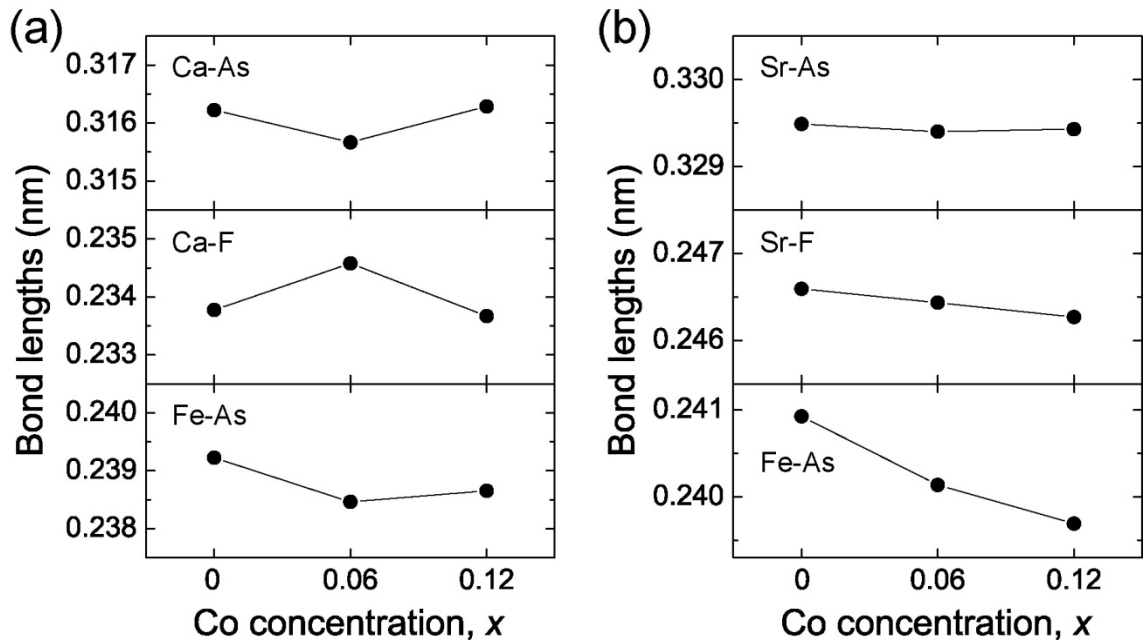 (a)
Bond lengths (nm)
Ca-As
0.317
0.316
0.315
Ca-F
0.235
0.234
0.233
Fe-As
0.240
0.239
0.238
0 0.06 0.12
Co concentration, x
(b)
Bond lengths (nm)
Sr-As
0.330
0.329
Sr-F
0.247
0.246
Fe-As
0.241
0.240
0 0.06 0.12
Co concentration, x